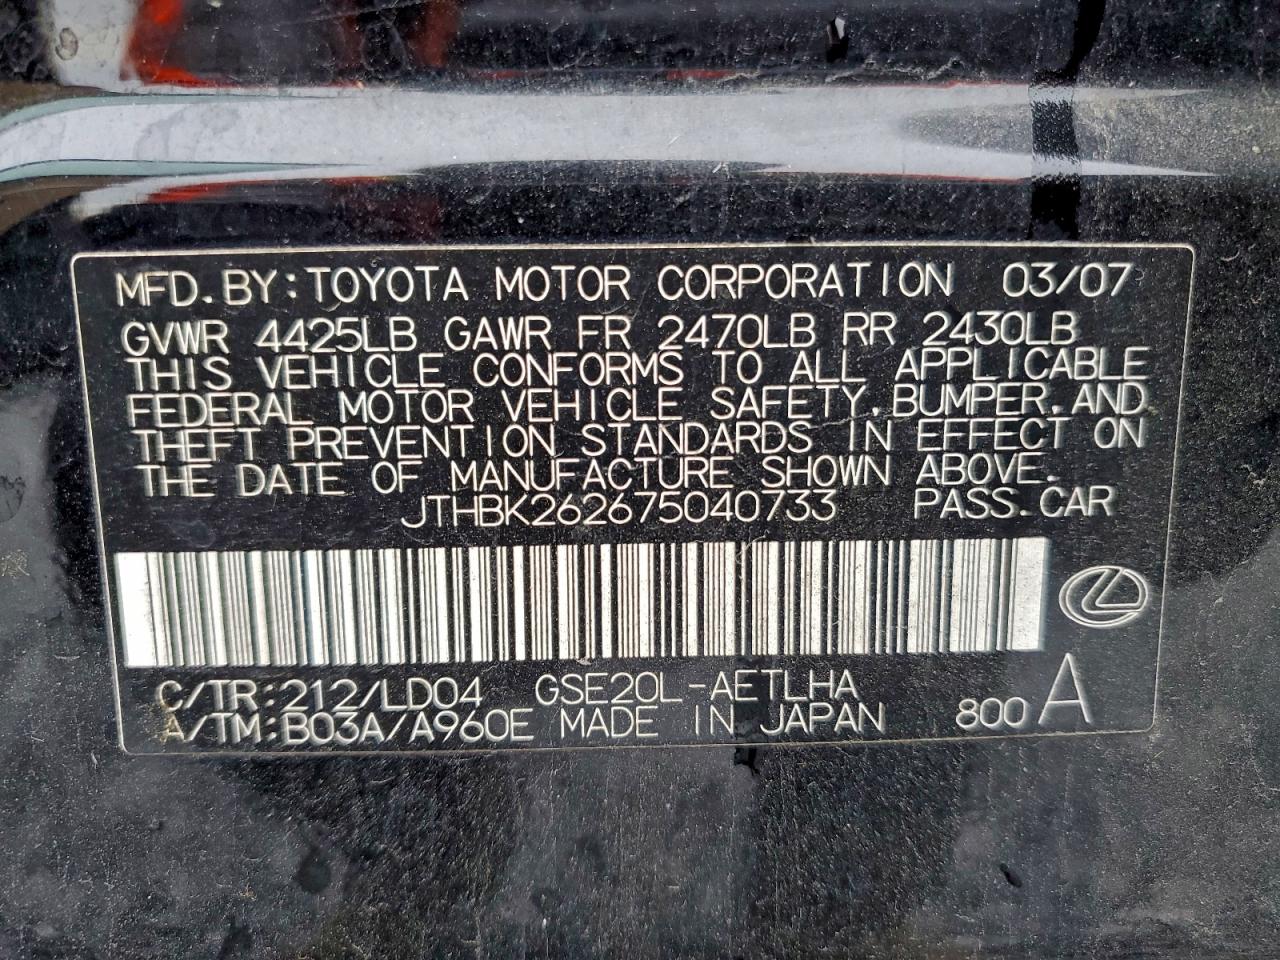 MFD.BY:TOYOTA MOTOR CORPORATION 03/07
GVWR 4425LB GAWR FR 2470LB RR 2430LB
THIS VEHICLE CONFORMS TO ALL APPLICABLE
FEDERAL MOTOR VEHICLE SAFETY,BUMPER,AND
THEFT PREVENTION STANDARDS IN EFFECT ON
THE DATE OF MANUFACTURE SHOWN ABOVE.
JTHBK262675040733 PASS.CAR
C/TR:212/LD04 GSE20L-AETLHA
A/TM:B03A/A960E MADE IN JAPAN 800 A